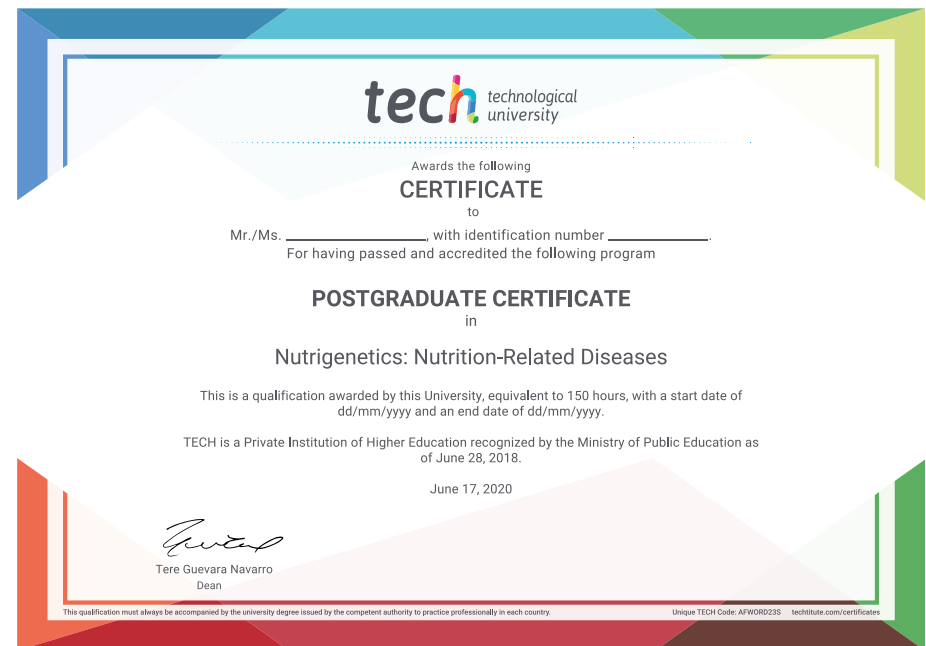 tech technological
university
Awards the following
CERTIFICATE
to
Mr./Ms. ____________________, with identification number ______________.
For having passed and accredited the following program
POSTGRADUATE CERTIFICATE
in
Nutrigenetics: Nutrition-Related Diseases
This is a qualification awarded by this University, equivalent to 150 hours, with a start date of
dd/mm/yyyy and an end date of dd/mm/yyyy.
TECH is a Private Institution of Higher Education recognized by the Ministry of Public Education as
of June 28, 2018.
June 17, 2020
Tere Guevara Navarro
Dean
This qualification must always be accompanied by the university degree issued by the competent authority to practice professionally in each country. Unique TECH Code: AFWORD23S techtitute.com/certificates